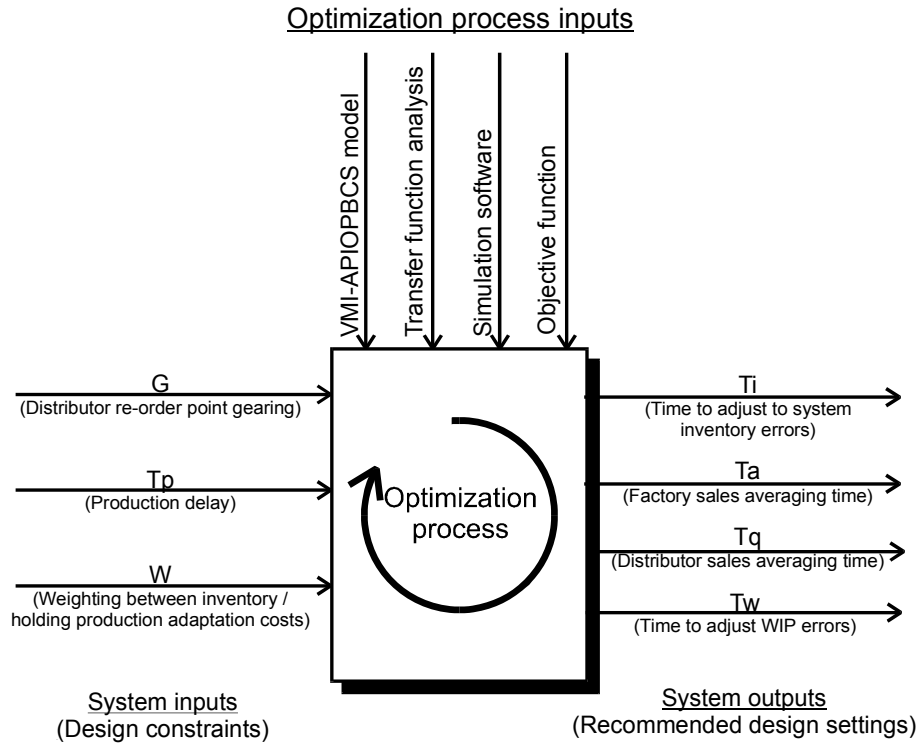 Optimization process inputs
VMI-APIOPBCS model
Transfer function analysis
Simulation software
Objective function
G
(Distributor re-order point gearing)
Tp
(Production delay)
W
(Weighting between inventory /
holding production adaptation costs)
Optimization
process
Ti
(Time to adjust to system
inventory errors)
Ta
(Factory sales averaging time)
Tq
(Distributor sales averaging time)
Tw
(Time to adjust WIP errors)
System inputs
(Design constraints)
System outputs
(Recommended design settings)